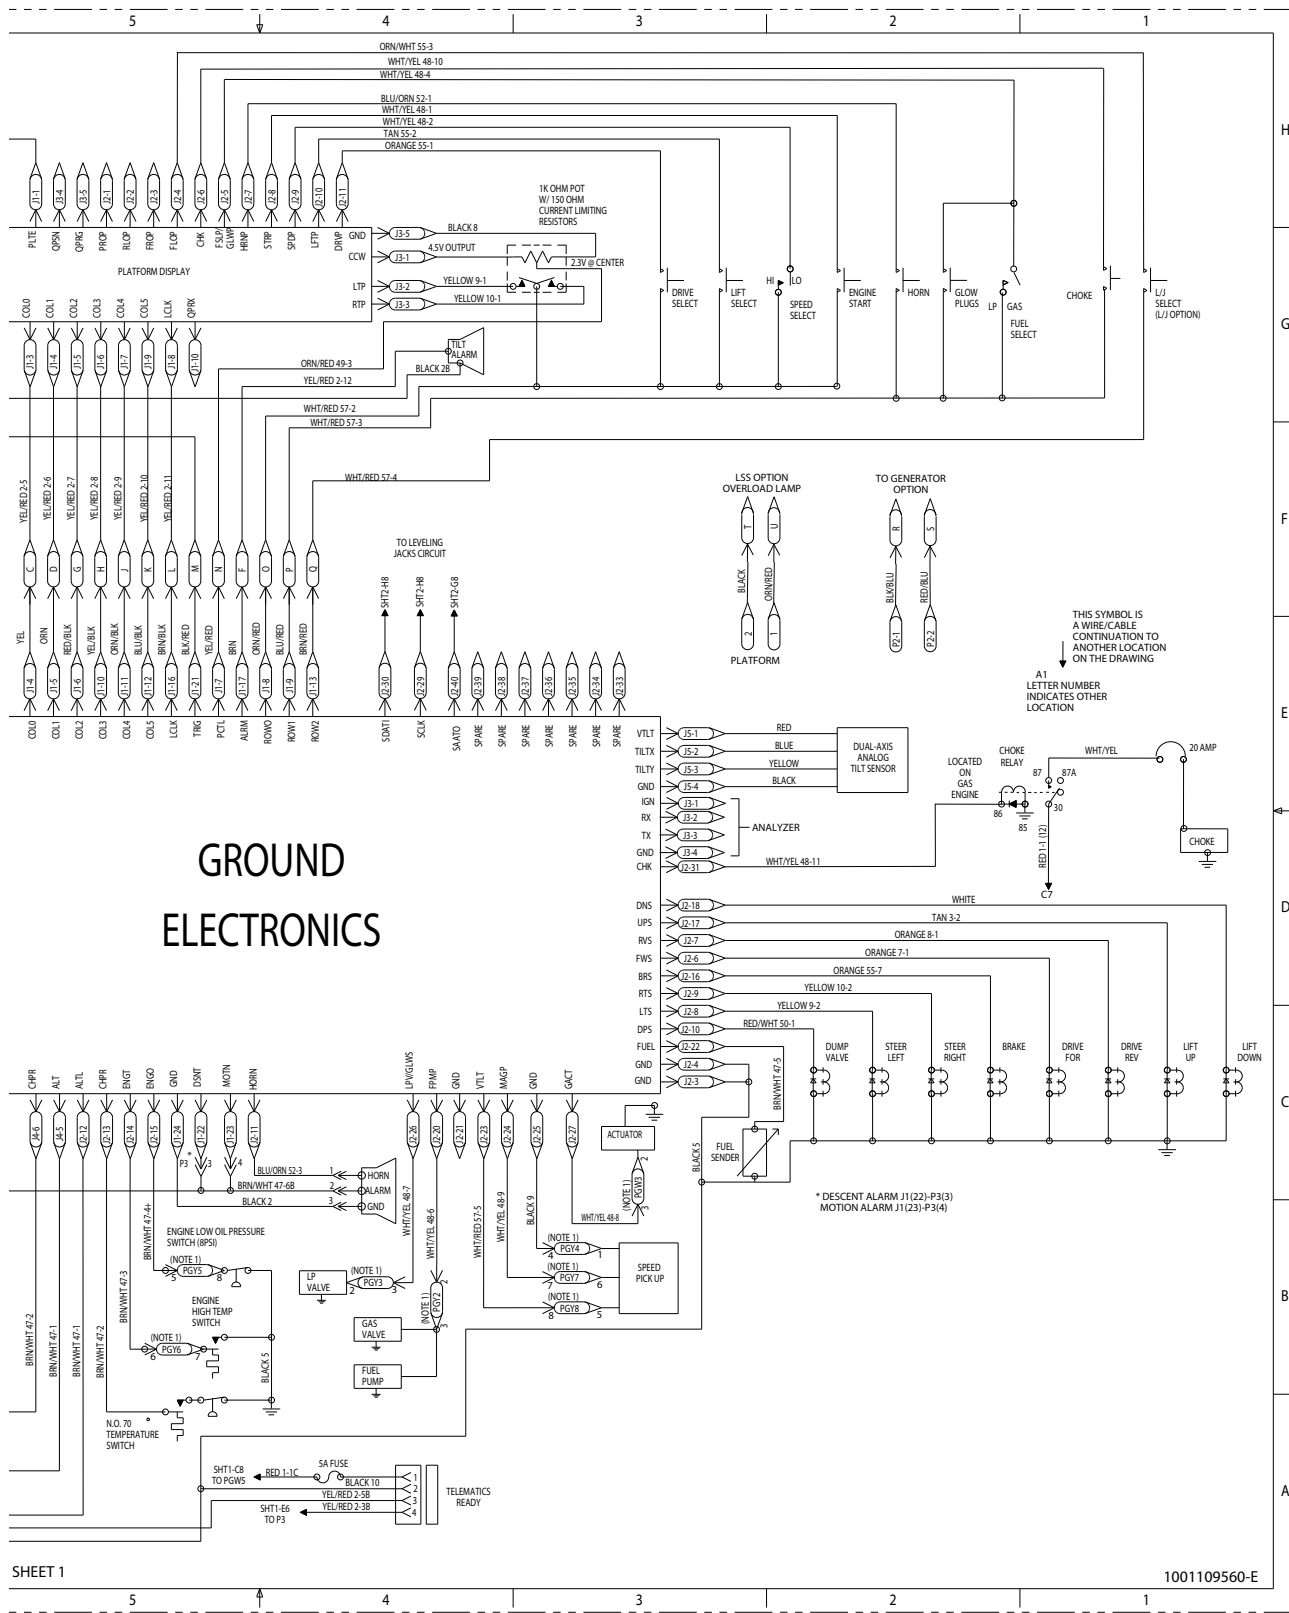 5 4 3 2 1
ORN/WHT 55-3
WHT/YEL 48-10
WHT/YEL 48-4
BLU/ORN 52-1
WHT/YEL 48-1
WHT/YEL 48-2
TAN 55-2
ORANGE 55-1
H
J1-1 J3-4 J3-5 J2-1 J2-2 J2-3 J2-4 J2-6 J2-5 J2-7 J2-8 J2-9 J2-10 J2-11
PLTE QPSN QPRG PROP RLOP FROP FLOP CHK FSLP/ GLWP HRNP STRP SPDP LFTP DRVP
1K OHM POT
W/ 150 OHM
CURRENT LIMITING
RESISTORS
GND J3-5 BLACK 8
CCW J3-1 4.5V OUTPUT
2.3V @ CENTER
LTP J3-2 YELLOW 9-1
RTP J3-3 YELLOW 10-1
PLATFORM DISPLAY
COL0 COL1 COL2 COL3 COL4 COL5 LCLK QPRX
J1-3 J1-4 J1-5 J1-6 J1-7 J1-9 J1-8 J1-10
DRIVE
SELECT
LIFT
SELECT
HI LO
SPEED
SELECT
ENGINE
START
HORN
GLOW
PLUGS
LP GAS
FUEL
SELECT
CHOKE
L/J
SELECT
(L/J OPTION)
G
TILT
ALARM
ORN/RED 49-3
BLACK 2B
YEL/RED 2-12
WHT/RED 57-2
WHT/RED 57-3
WHT/RED 57-4
YEL/RED 2-5
YEL/RED 2-6
YEL/RED 2-7
YEL/RED 2-8
YEL/RED 2-9
YEL/RED 2-10
YEL/RED 2-11
LSS OPTION
OVERLOAD LAMP
T U
BLACK
ORN/RED
2 1
PLATFORM
TO GENERATOR
OPTION
R S
BLK/BLU
RED/BLU
P2-1 P2-2
F
TO LEVELING
JACKS CIRCUIT
SHT2-H8
SHT2-H8
SHT2-G8
C D G H J K L M N F O P Q
YEL ORN RED/BLK YEL/BLK ORN/BLK BLU/BLK BRN/BLK BLK/RED YEL/RED BRN ORN/RED BLU/RED BRN/RED
J1-4 J1-5 J1-6 J1-10 J1-11 J1-12 J1-16 J1-21 J1-7 J1-17 J1-8 J1-9 J1-13 J2-30 J2-29 J2-40 J2-39 J2-38 J2-37 J2-36 J2-35 J2-34 J2-33
COL0 COL1 COL2 COL3 COL4 COL5 LCLK TRG PCTL ALRM ROWO ROW1 ROW2 SDATI SCLK SAATO SPARE SPARE SPARE SPARE SPARE SPARE SPARE
THIS SYMBOL IS
A WIRE/CABLE
CONTINUATION TO
ANOTHER LOCATION
ON THE DRAWING
A1
LETTER NUMBER
INDICATES OTHER
LOCATION
E
VTLT J5-1 RED
TILTX J5-2 BLUE
TILTY J5-3 YELLOW
GND J5-4 BLACK
DUAL-AXIS
ANALOG
TILT SENSOR
IGN J3-1
RX J3-2
TX J3-3
GND J3-4
ANALYZER
CHK J2-31 WHT/YEL 48-11
LOCATED
ON
GAS
ENGINE
CHOKE
RELAY
87 87A
86 85 30
WHT/YEL
20 AMP
RED 1-1 (12)
C7
CHOKE
GROUND
ELECTRONICS
D
DNS J2-18 WHITE
UPS J2-17 TAN 3-2
RVS J2-7 ORANGE 8-1
FWS J2-6 ORANGE 7-1
BRS J2-16 ORANGE 55-7
RTS J2-9 YELLOW 10-2
LTS J2-8 YELLOW 9-2
DPS J2-10 RED/WHT 50-1
FUEL J2-22
GND J2-4
GND J2-3
BRN/WHT 47-5
DUMP
VALVE
STEER
LEFT
STEER
RIGHT
BRAKE
DRIVE
FOR
DRIVE
REV
LIFT
UP
LIFT
DOWN
C
CHPR ALT ALTL CHPR ENGT ENGO GND DSNT MOTN HORN LPV/GLWS FPMP GND VTLT MAGP GND GACT
J4-6 J4-5 J2-12 J2-13 J2-14 J2-15 J1-24 J1-22 J1-23 J2-11 J2-26 J2-20 J2-21 J2-23 J2-24 J2-25 J2-27
P3 * 3 4
ACTUATOR
2
(NOTE 1)
PGW3
3
FUEL
SENDER
BLACK 5
BLU/ORN 52-3 1 HORN
BRN/WHT 47-6B 2 ALARM
BLACK 2 3 GND
* DESCENT ALARM J1(22)-P3(3)
MOTION ALARM J1(23)-P3(4)
BRN/WHT 47-4+
WHT/YEL 48-7
WHT/YEL 48-6
WHT/RED 57-5
WHT/YEL 48-9
BLACK 9
WHT/YEL 48-8
ENGINE LOW OIL PRESSURE
SWITCH (8PSI)
(NOTE 1)
PGY5
5 8
(NOTE 1)
4 PGY4 1
(NOTE 1)
7 PGY7 6
(NOTE 1)
8 PGY8 5
SPEED
PICK UP
LP
VALVE
(NOTE 1)
2 PGY3 3
(NOTE 1)
2 PGY2 3
B
ENGINE
HIGH TEMP
SWITCH
(NOTE 1)
6 PGY6 7
GAS
VALVE
FUEL
PUMP
BRN/WHT 47-2
BRN/WHT 47-1
BRN/WHT 47-1
BRN/WHT 47-2
BRN/WHT 47-3
BLACK 5
N.O. 70 °
TEMPERATURE
SWITCH
SHT1-C8
TO PGW5
RED 1-1C
5A FUSE
BLACK 10
YEL/RED 2-5B
YEL/RED 2-3B
SHT1-E6
TO P3
1
2
3
4
TELEMATICS
READY
A
SHEET 1
1001109560-E
5 4 3 2 1